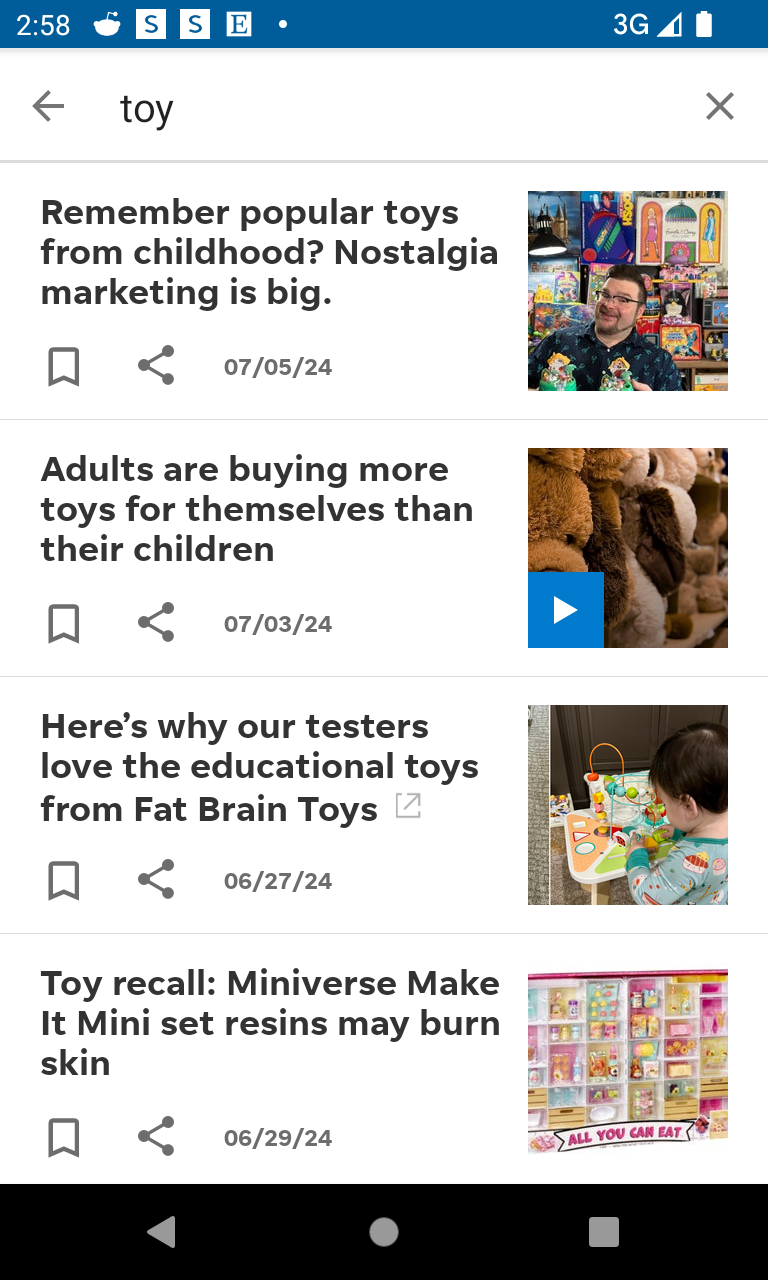 2:58 S S E 3G
toy
Remember popular toys
from childhood? Nostalgia
marketing is big.
07/05/24
Adults are buying more
toys for themselves than
their children
07/03/24
Here’s why our testers
love the educational toys
from Fat Brain Toys
06/27/24
Toy recall: Miniverse Make
It Mini set resins may burn
skin
ALL YOU CAN EAT
06/29/24